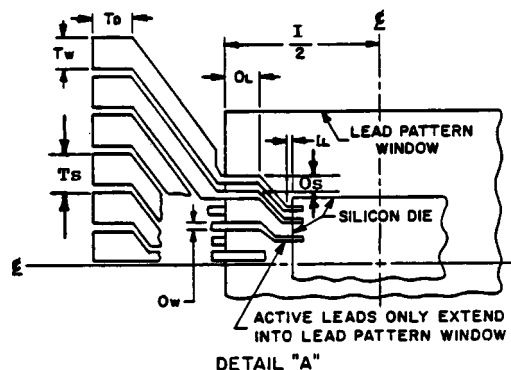 TD
I
2
℄
TW
OL
IL
LEAD PATTERN
WINDOW
TS
OS
SILICON DIE
℄
OW
ACTIVE LEADS ONLY EXTEND
INTO LEAD PATTERN WINDOW
DETAIL "A"